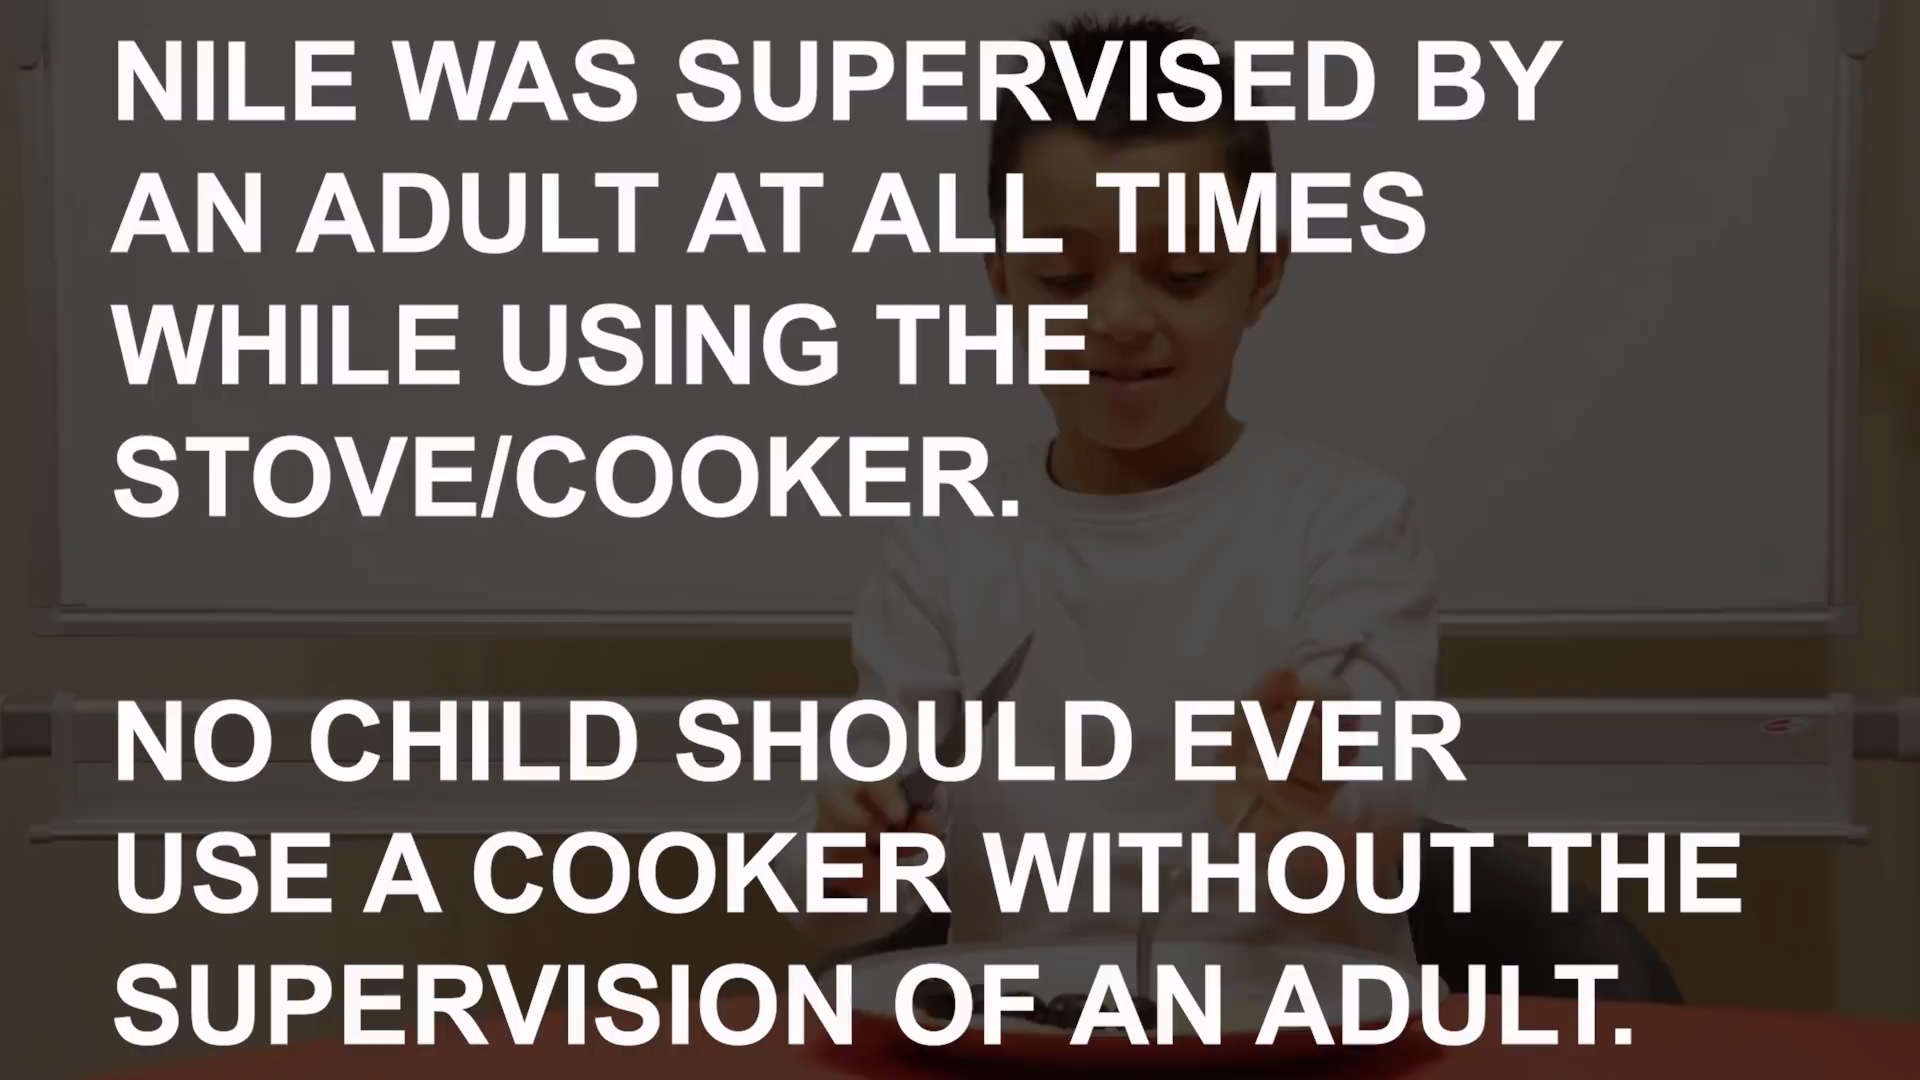 NILE WAS SUPERVISED BY
AN ADULT AT ALL TIMES
WHILE USING THE
STOVE/COOKER.
NO CHILD SHOULD EVER
USE A COOKER WITHOUT THE
SUPERVISION OF AN ADULT.